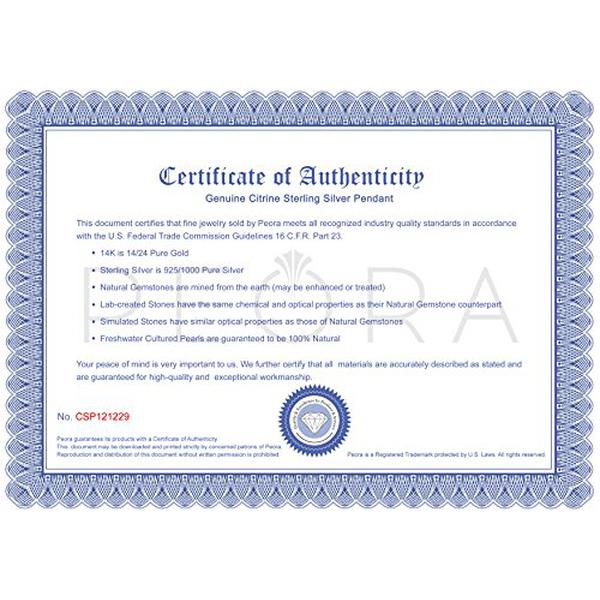 Certificate of Authenticity
Genuine Citrine Sterling Silver Pendant
This document certifies that fine jewelry sold by Peora meets all recognized industry quality standards in accordance
with the U.S. Federal Trade Commission Guidelines 16 C.F.R. Part 23.
• 14K is 14/24 Pure Gold
• Sterling Silver is 925/1000 Pure Silver
• Natural Gemstones are mined from the earth (may be enhanced or treated)
• Lab-created Stones have the same chemical and optical properties as their Natural Gemstone counterpart
• Simulated Stones have similar optical properties as those of Natural Gemstones
• Freshwater Cultured Pearls are guaranteed to be 100% Natural
PEORA
Your peace of mind is very important to us. We further certify that all materials are accurately described as stated and
are guaranteed for high-quality and exceptional workmanship.
No. CSP121229
Peora guarantees its products with a Certificate of Authenticity.
This document may be downloaded and printed strictly by concerned patrons of Peora.
Reproduction and distribution of this document without written permission is prohibited.
Peora is a Registered Trademark protected by U.S. Laws. All rights reserved.